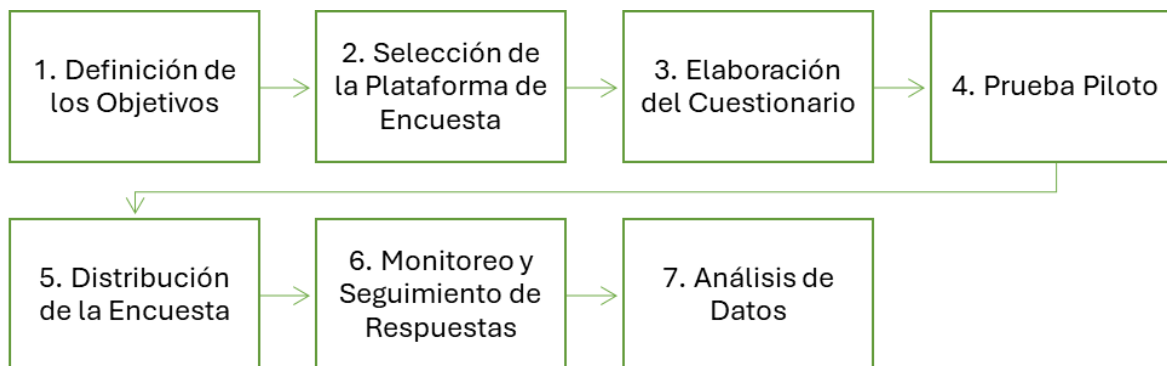 1. Definición de
los Objetivos
2. Selección de
la Plataforma de
Encuesta
3. Elaboración
del Cuestionario
4. Prueba Piloto
5. Distribución
de la Encuesta
6. Monitoreo y
Seguimiento de
Respuestas
7. Análisis de
Datos